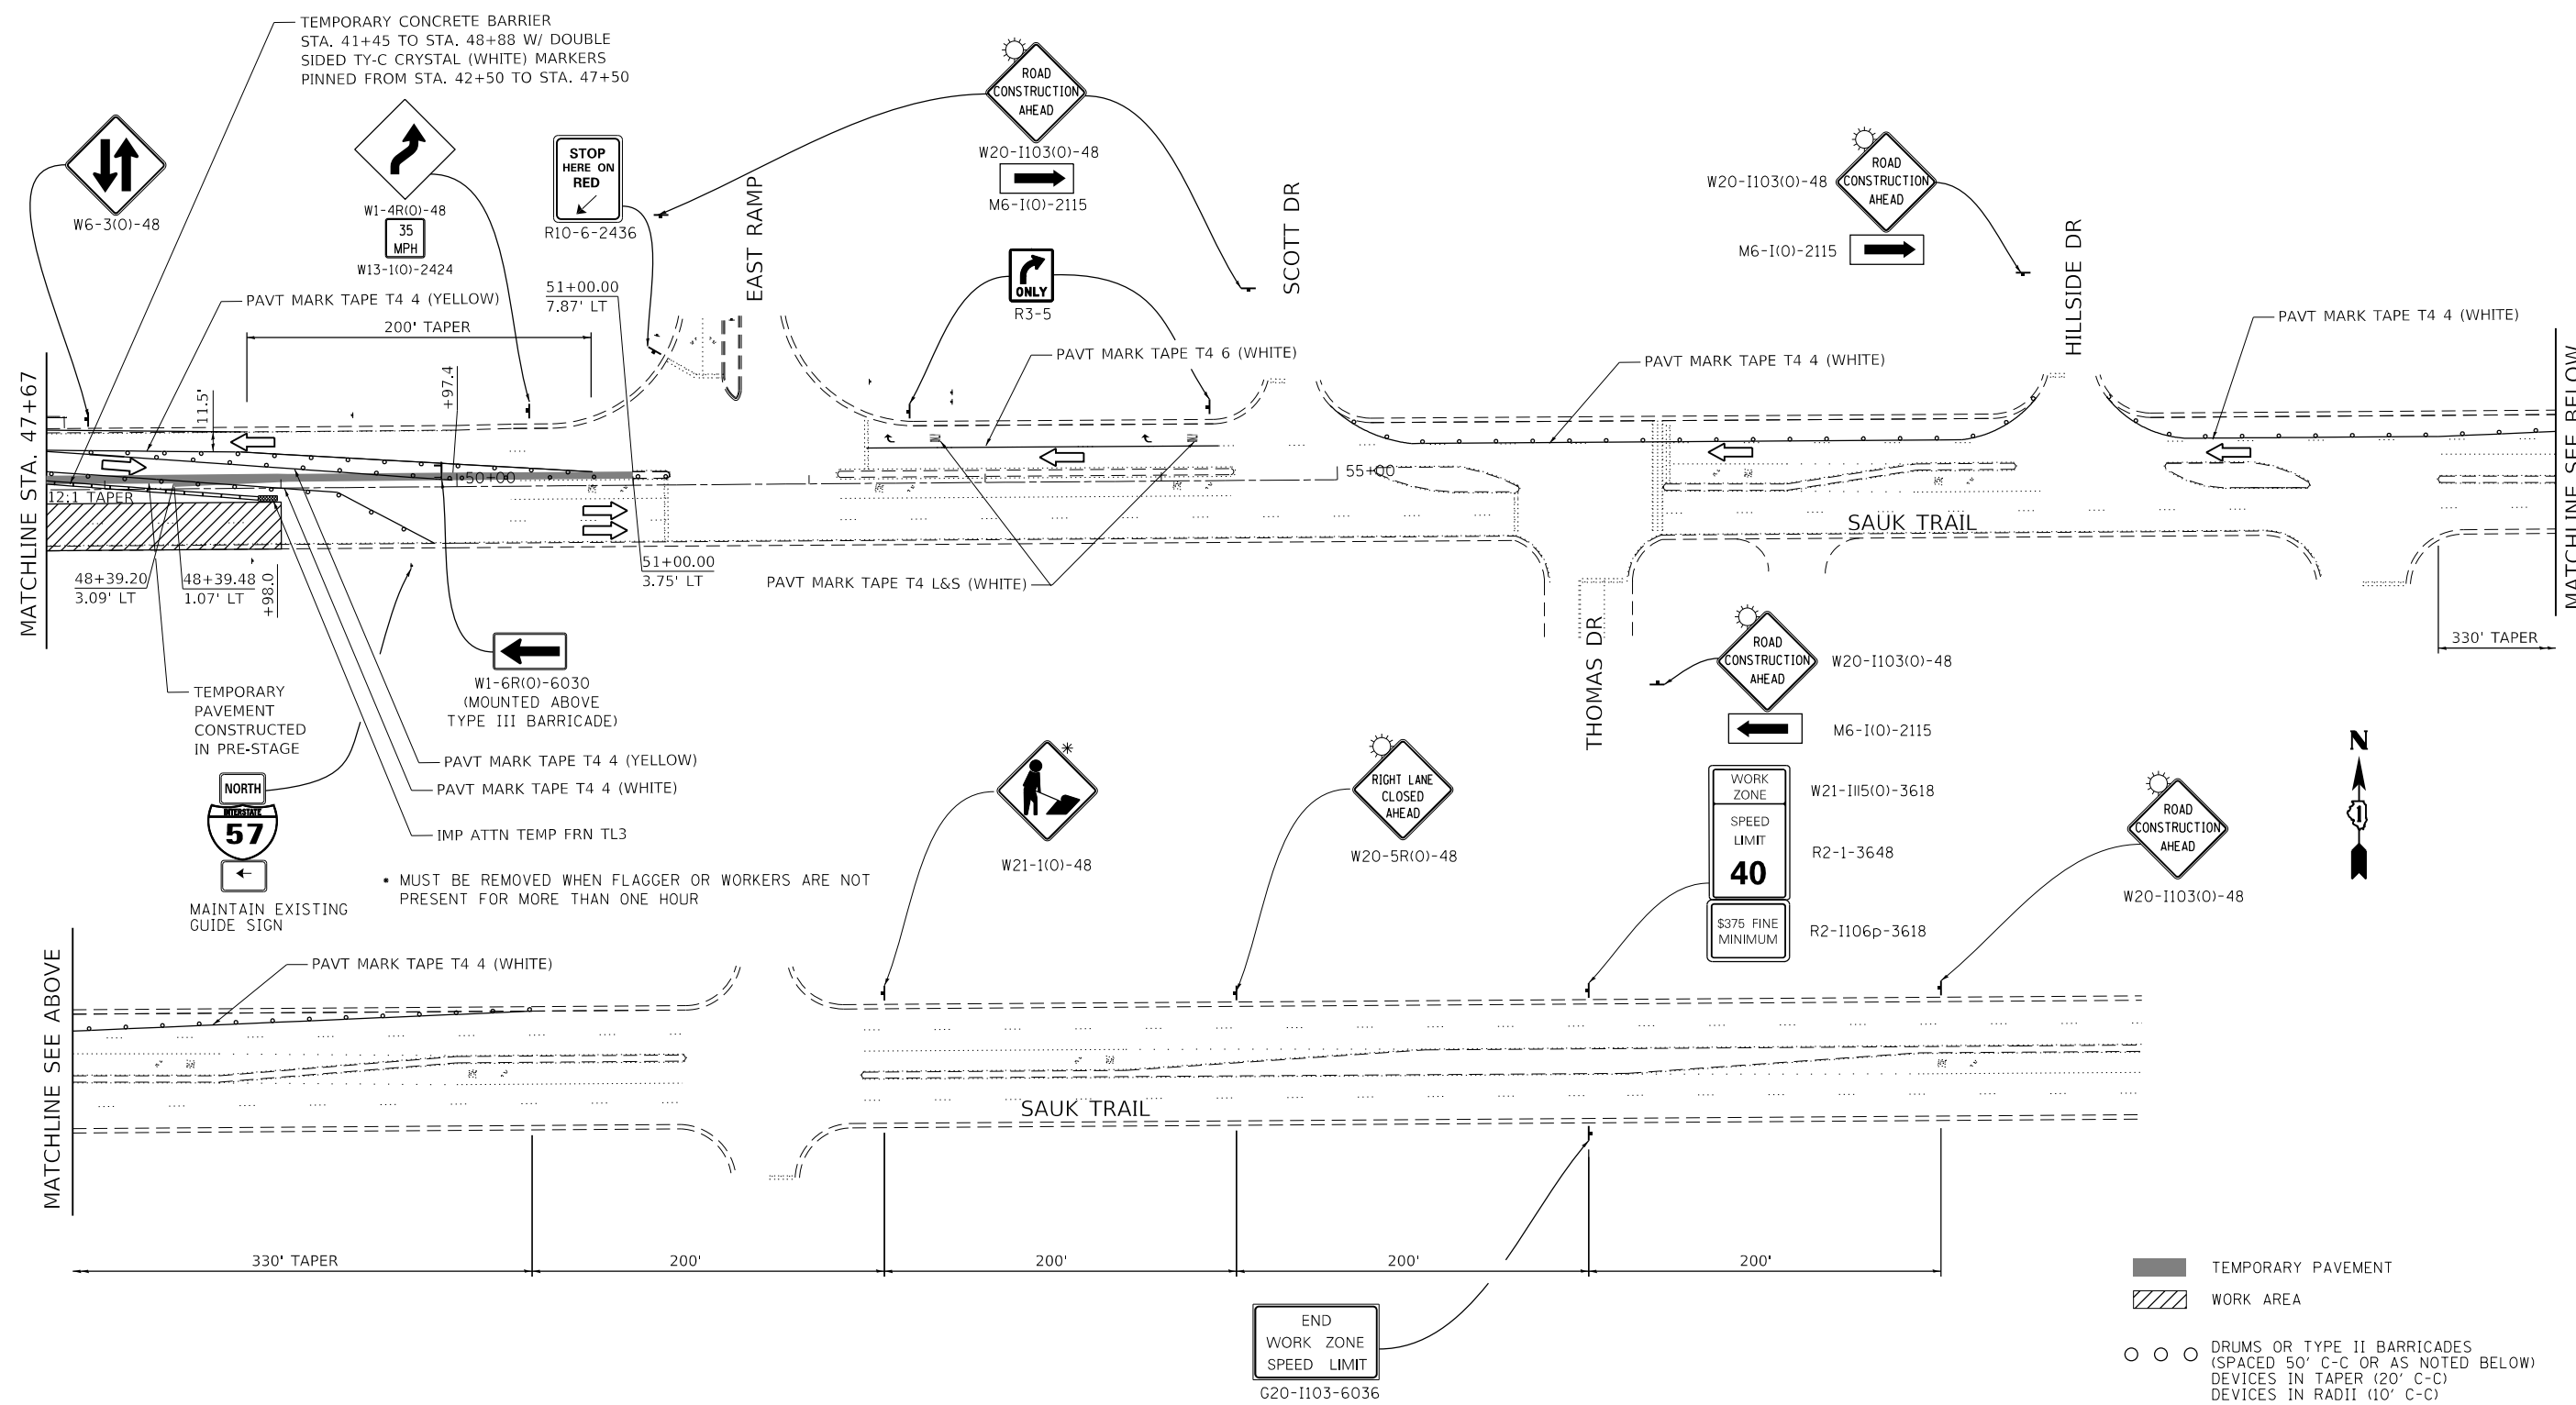 TEMPORARY CONCRETE BARRIER
STA. 41+45 TO STA. 48+88 W/ DOUBLE
SIDED TY-C CRYSTAL (WHITE) MARKERS
PINNED FROM STA. 42+50 TO STA. 47+50
W6-3(O)-48
W1-4R(O)-48
35
MPH
W13-1(O)-2424
STOP
HERE ON
RED
R10-6-2436
ROAD
CONSTRUCTION
AHEAD
W20-I103(O)-48
M6-I(O)-2115
ONLY
R3-5
W20-I103(O)-48
ROAD
CONSTRUCTION
AHEAD
M6-I(O)-2115
EAST RAMP
SCOTT DR
HILLSIDE DR
PAVT MARK TAPE T4 4 (YELLOW)
200' TAPER
51+00.00
7.87' LT
PAVT MARK TAPE T4 6 (WHITE)
PAVT MARK TAPE T4 4 (WHITE)
PAVT MARK TAPE T4 4 (WHITE)
MATCHLINE STA. 47+67
11.5'
+97.4
50+00
55+00
12:1 TAPER
SAUK TRAIL
MATCHLINE SEE BELOW
48+39.20
3.09' LT
48+39.48
1.07' LT
+98.0
51+00.00
3.75' LT
PAVT MARK TAPE T4 L&S (WHITE)
THOMAS DR
330' TAPER
TEMPORARY
PAVEMENT
CONSTRUCTED
IN PRE-STAGE
W1-6R(O)-6030
(MOUNTED ABOVE
TYPE III BARRICADE)
PAVT MARK TAPE T4 4 (YELLOW)
PAVT MARK TAPE T4 4 (WHITE)
IMP ATTN TEMP FRN TL3
NORTH
INTERSTATE
57
MAINTAIN EXISTING
GUIDE SIGN
* MUST BE REMOVED WHEN FLAGGER OR WORKERS ARE NOT
PRESENT FOR MORE THAN ONE HOUR
*
W21-1(O)-48
RIGHT LANE
CLOSED
AHEAD
W20-5R(O)-48
ROAD
CONSTRUCTION
AHEAD
W20-I103(O)-48
M6-I(O)-2115
WORK
ZONE
W21-I115(O)-3618
SPEED
LIMIT
40
R2-1-3648
$375 FINE
MINIMUM
R2-I106p-3618
ROAD
CONSTRUCTION
AHEAD
W20-I103(O)-48
N
1
MATCHLINE SEE ABOVE
PAVT MARK TAPE T4 4 (WHITE)
SAUK TRAIL
330' TAPER
200'
200'
200'
200'
END
WORK ZONE
SPEED LIMIT
G20-I103-6036
TEMPORARY PAVEMENT
WORK AREA
DRUMS OR TYPE II BARRICADES
(SPACED 50' C-C OR AS NOTED BELOW)
DEVICES IN TAPER (20' C-C)
DEVICES IN RADII (10' C-C)